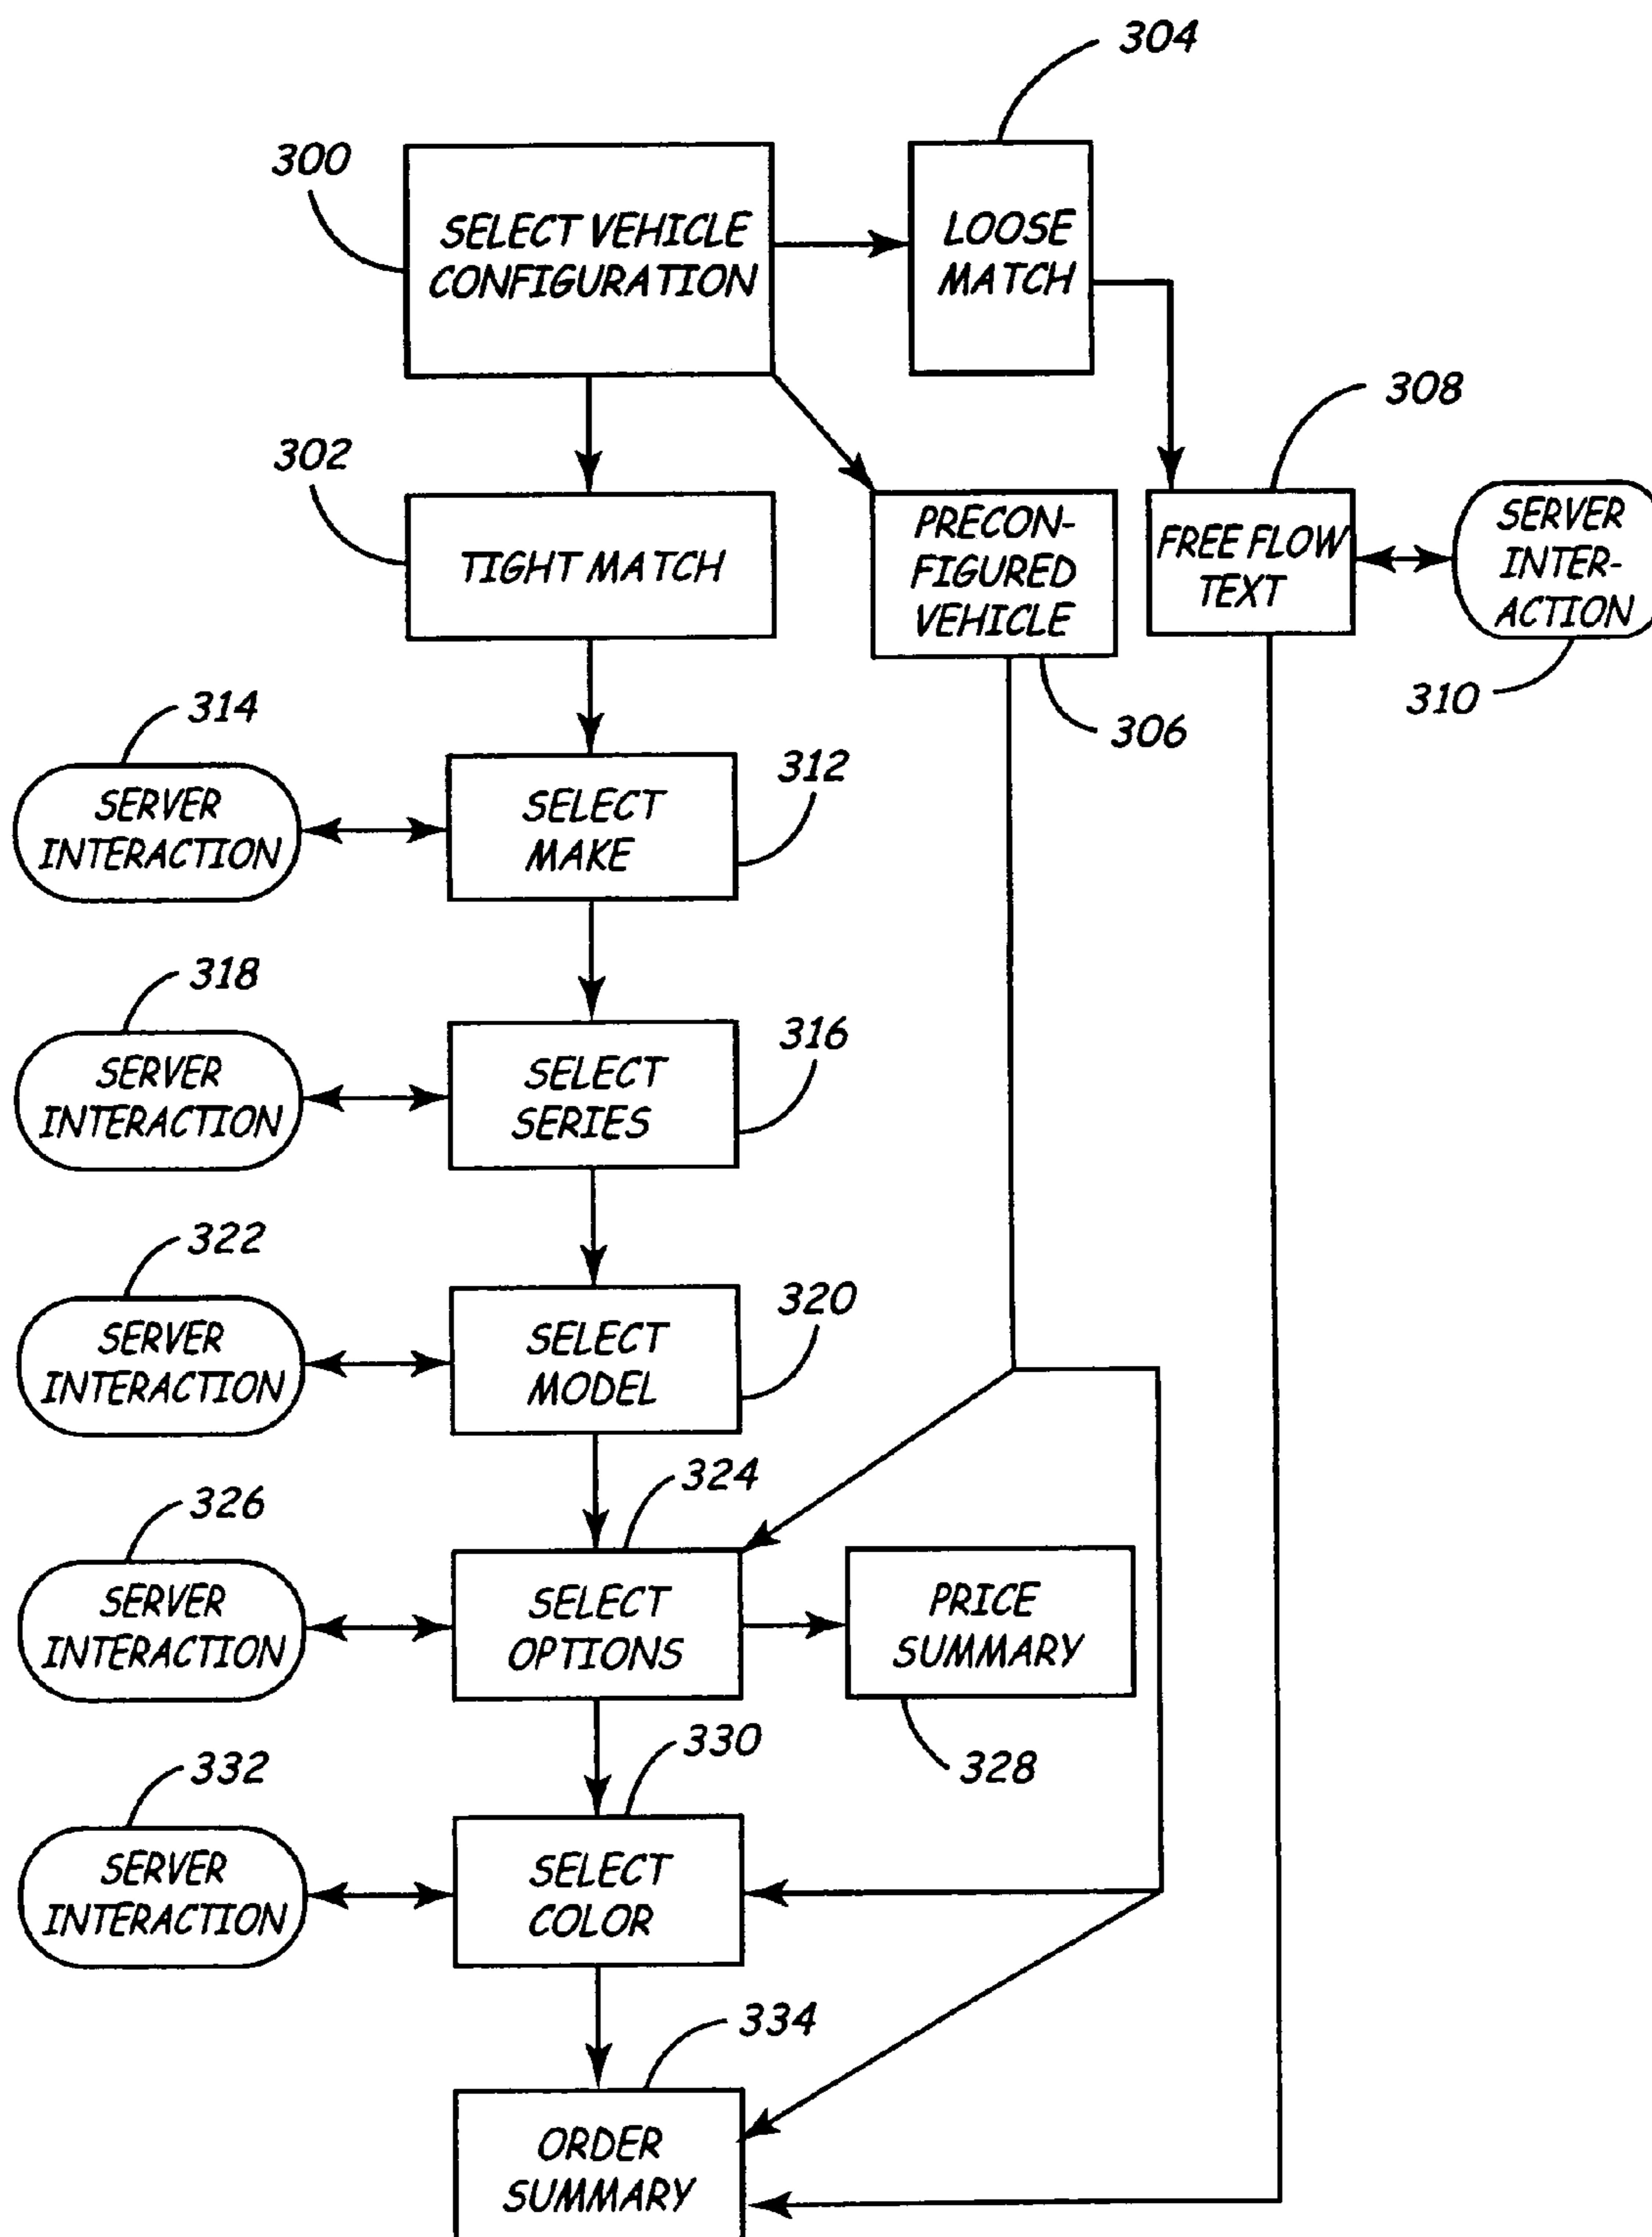 304
300
SELECT VEHICLE
CONFIGURATION
LOOSE
MATCH
308
302
TIGHT MATCH
PRECON-
FIGURED
VEHICLE
FREE FLOW
TEXT
SERVER
INTER-
ACTION
310
306
314
312
SERVER
INTERACTION
SELECT
MAKE
318
316
SERVER
INTERACTION
SELECT
SERIES
322
320
SERVER
INTERACTION
SELECT
MODEL
324
326
SERVER
INTERACTION
SELECT
OPTIONS
PRICE
SUMMARY
328
330
332
SERVER
INTERACTION
SELECT
COLOR
334
ORDER
SUMMARY